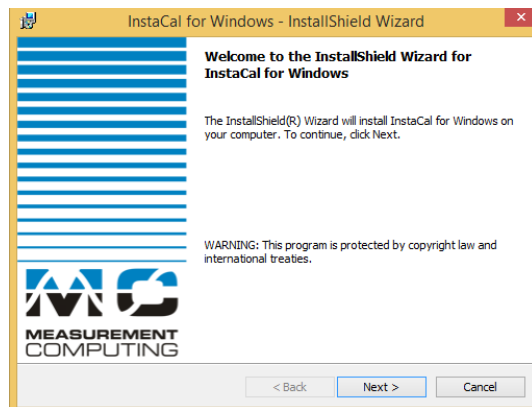 InstaCal for Windows - InstallShield Wizard
Welcome to the InstallShield Wizard for
InstaCal for Windows
The InstallShield(R) Wizard will install InstaCal for Windows on
your computer. To continue, click Next.
WARNING: This program is protected by copyright law and
international treaties.
MC
MEASUREMENT
COMPUTING
< Back
Next >
Cancel